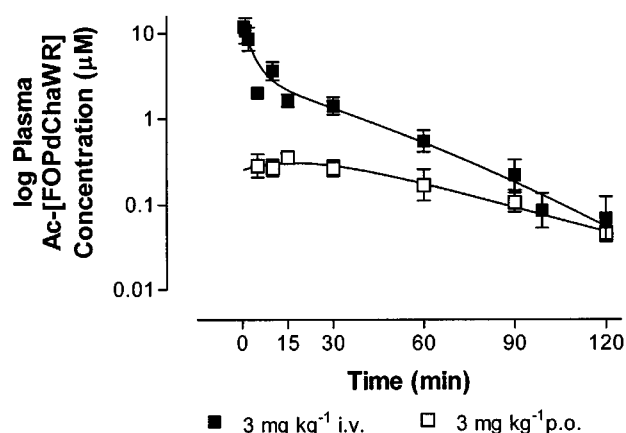 log Plasma
Ac-[FOPdChaWR]
Concentration (µM)
10
1
0.1
0.01
0 15 30 60 90 120
Time (min)
3 mg kg⁻¹ i.v. 3 mg kg⁻¹p.o.